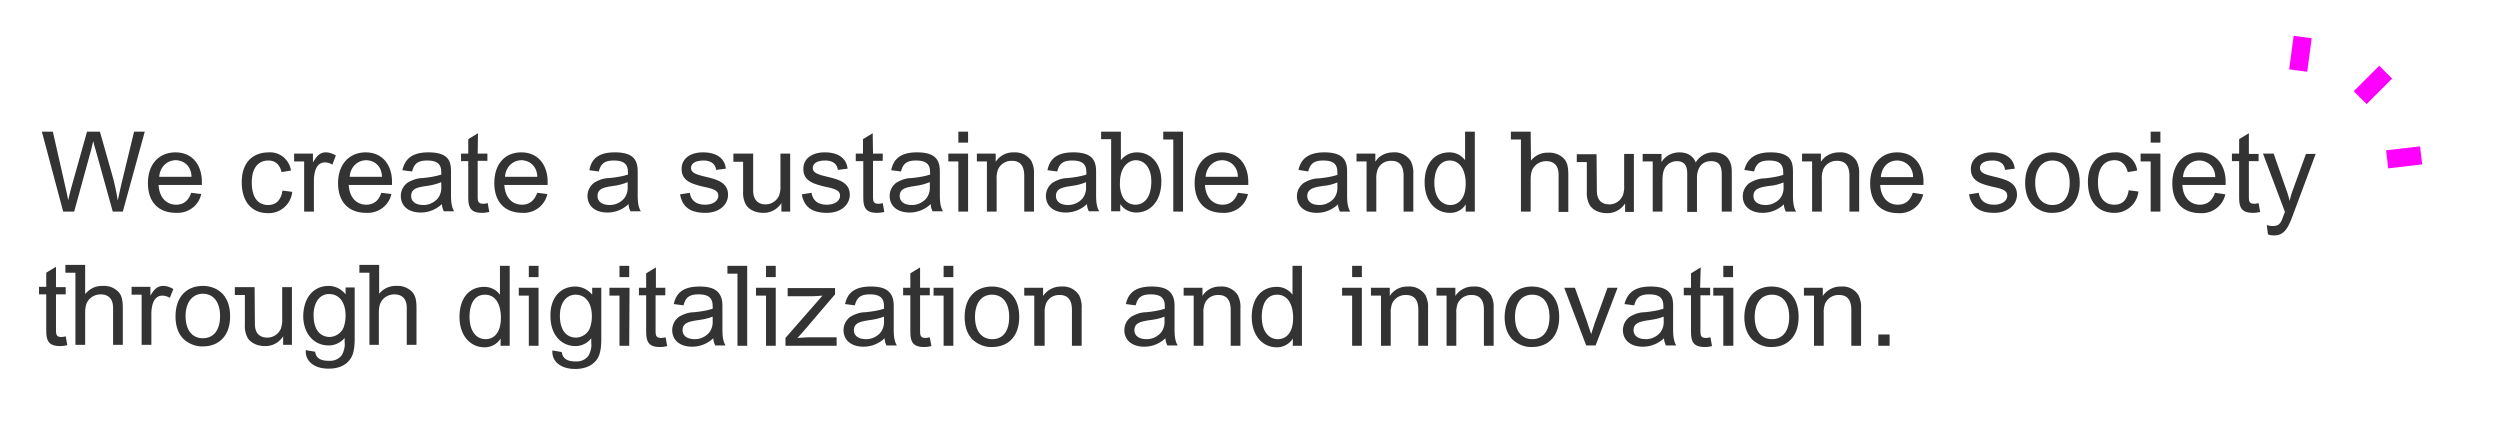 We create a sustainable and humane society
through digitalization and innovation.